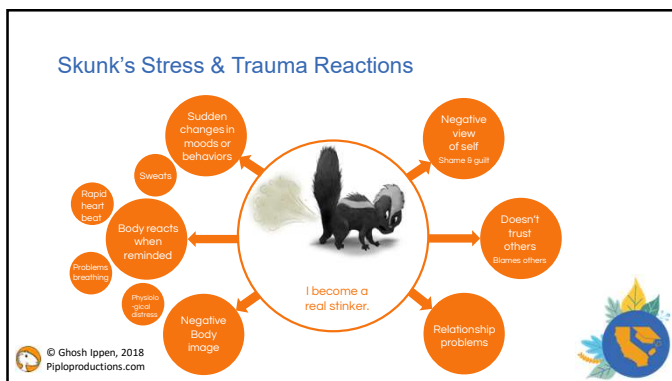 Skunk's Stress & Trauma Reactions
Sudden
changes in
moods or
behaviors
Sweats
Rapid
heart
beat
Body reacts
when
reminded
Problems
breathing
Physiolo
-gical
distress
Negative
Body
image
I become a
real stinker.
Negative
view
of self
Shame & guilt
Doesn't
trust
others
Blames others
Relationship
problems
© Ghosh Ippen, 2018
Piploproductions.com